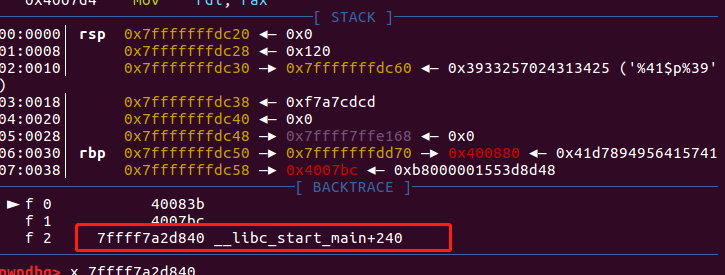 0x4007d4 mov rdi, rax
[ STACK ]
00:0000│ rsp 0x7fffffffdc20 ◂— 0x0
01:0008│ 0x7fffffffdc28 ◂— 0x120
02:0010│ 0x7fffffffdc30 —▸ 0x7fffffffdc60 ◂— 0x3933257024313425 ('%41$p%39'
)
03:0018│ 0x7fffffffdc38 ◂— 0xf7a7cdcd
04:0020│ 0x7fffffffdc40 ◂— 0x0
05:0028│ 0x7fffffffdc48 —▸ 0x7ffff7ffe168 ◂— 0x0
06:0030│ rbp 0x7fffffffdc50 —▸ 0x7fffffffdd70 —▸ 0x400880 ◂— 0x41d7894956415741
07:0038│ 0x7fffffffdc58 —▸ 0x4007bc ◂— 0xb8000001553d8d48
[ BACKTRACE ]
► f 0 40083b
f 1 4007bc
f 2 7ffff7a2d840 __libc_start_main+240
pwndbg> x 7ffff7a2d840